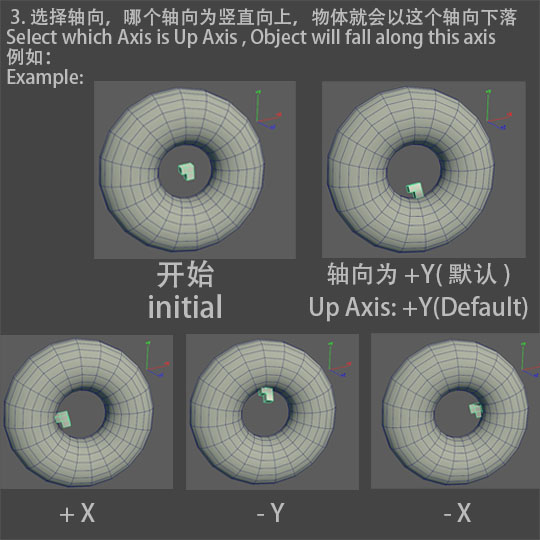 3. 选择轴向，哪个轴向为竖直向上，物体就会以这个轴向下落
Select which Axis is Up Axis , Object will fall along this axis
例如：
Example:
开始
initial
轴向为 +Y( 默认 )
Up Axis: +Y(Default)
+ X
- Y
- X